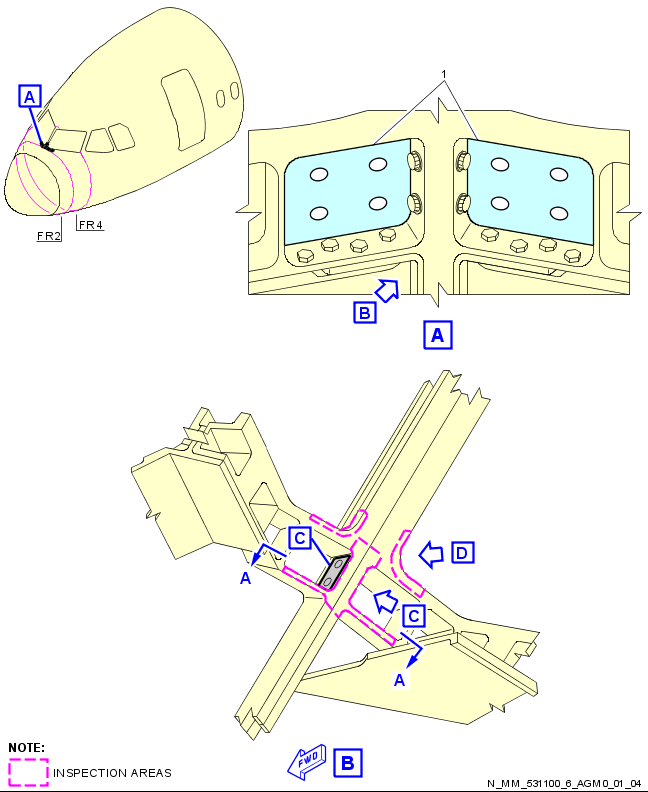 A
FR2
FR4
1
B
A
C
D
A
C
A
NOTE:
INSPECTION AREAS
FWD
B
N_MM_531100_6_AGM0_01_04